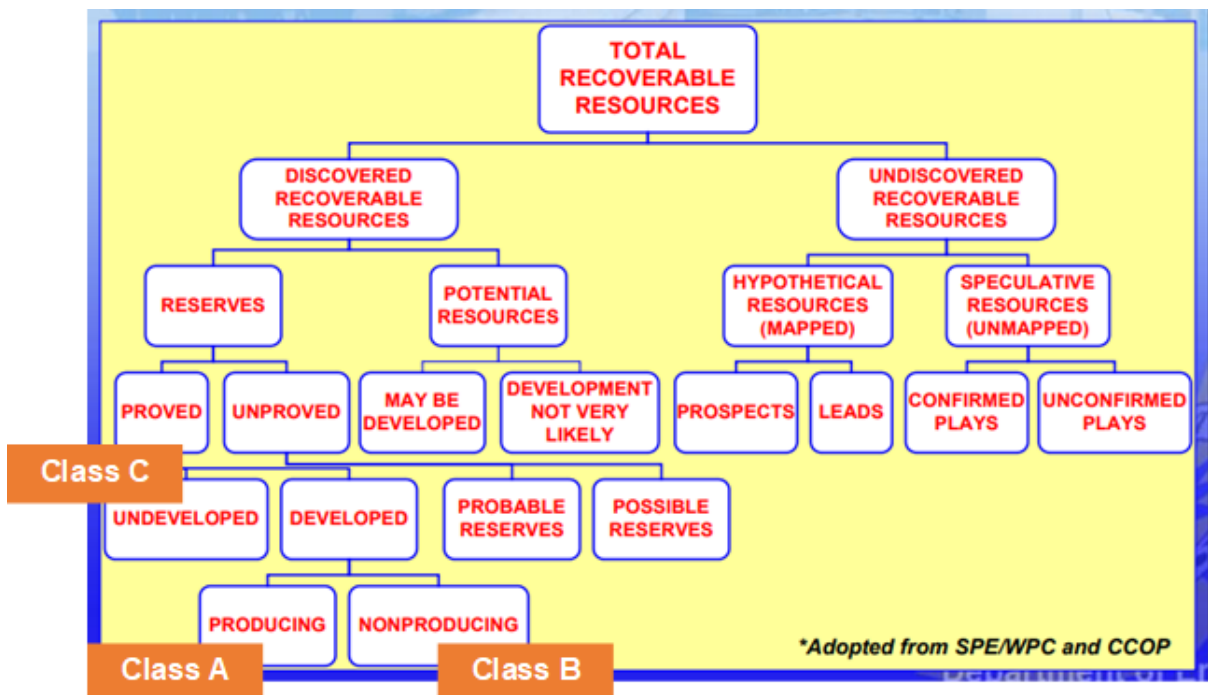 TOTAL
RECOVERABLE
RESOURCES
DISCOVERED
RECOVERABLE
RESOURCES
UNDISCOVERED
RECOVERABLE
RESOURCES
RESERVES
POTENTIAL
RESOURCES
HYPOTHETICAL
RESOURCES
(MAPPED)
SPECULATIVE
RESOURCES
(UNMAPPED)
PROVED
UNPROVED
MAY BE
DEVELOPED
DEVELOPMENT
NOT VERY
LIKELY
PROSPECTS
LEADS
CONFIRMED
PLAYS
UNCONFIRMED
PLAYS
Class C
UNDEVELOPED
DEVELOPED
PROBABLE
RESERVES
POSSIBLE
RESERVES
PRODUCING
NONPRODUCING
*Adopted from SPE/WPC and CCOP
Class A
Class B
Department of